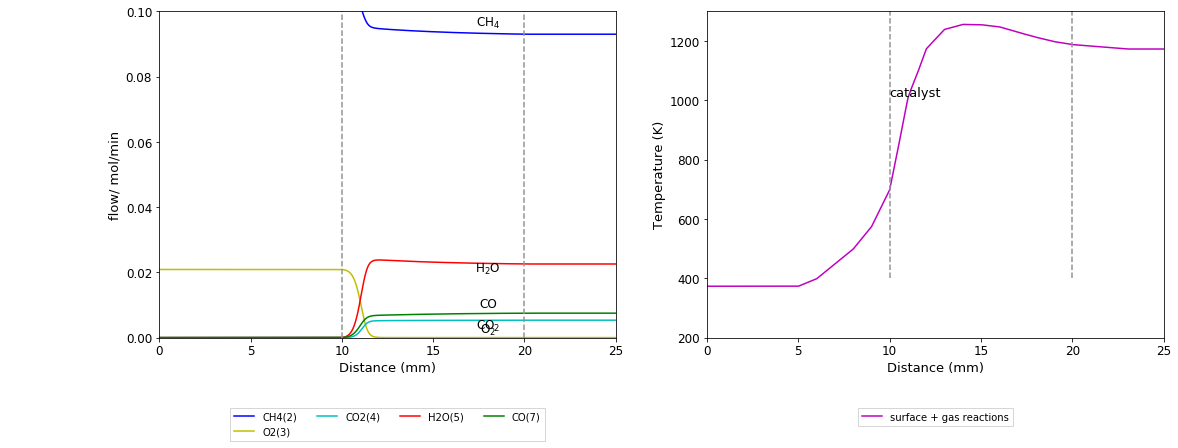 0.10
0.08
0.06
0.04
0.02
0.00
flow/ mol/min
CH₄
H₂O
CO
CO₂
O₂
0 5 10 15 20 25
Distance (mm)
CH4(2) CO2(4) H2O(5) CO(7)
O2(3)
1200
1000
800
600
400
200
Temperature (K)
catalyst
0 5 10 15 20 25
Distance (mm)
surface + gas reactions